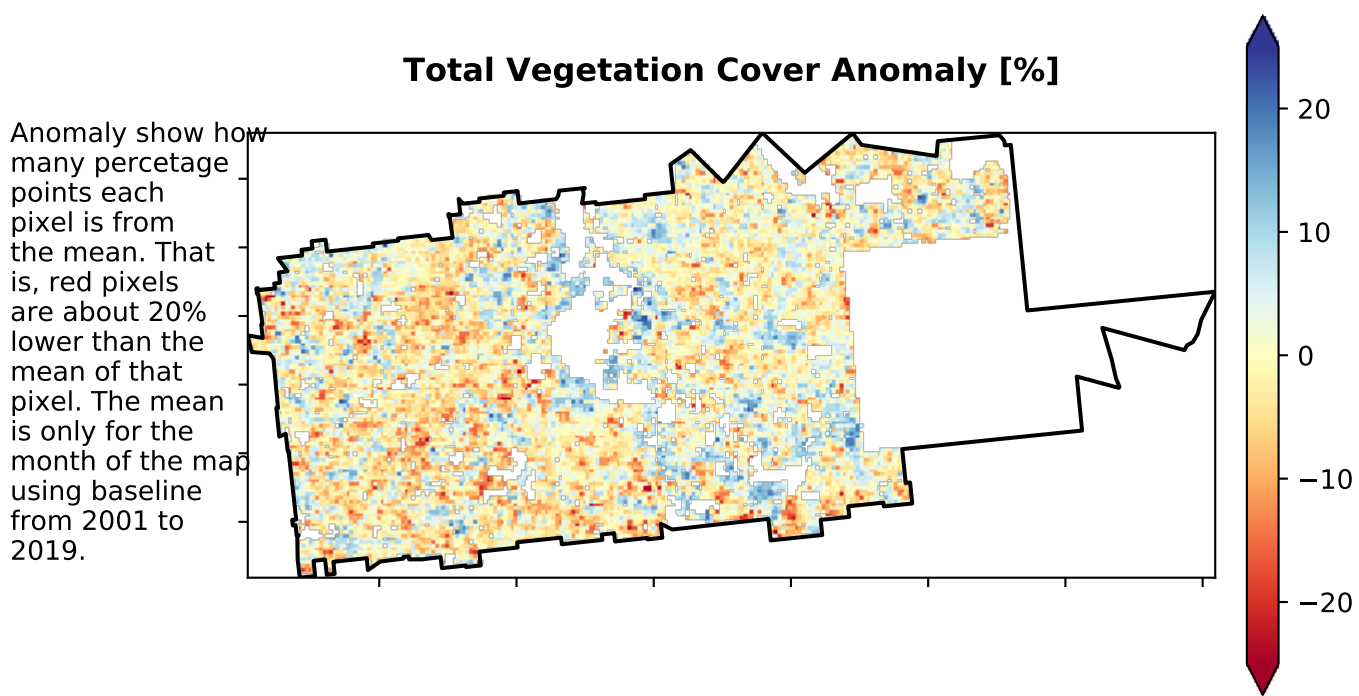 Total Vegetation Cover Anomaly [%]
Anomaly show how
many percetage
points each
pixel is from
the mean. That
is, red pixels
are about 20%
lower than the
mean of that
pixel. The mean
is only for the
month of the map
using baseline
from 2001 to
2019.
20
10
0
−10
−20